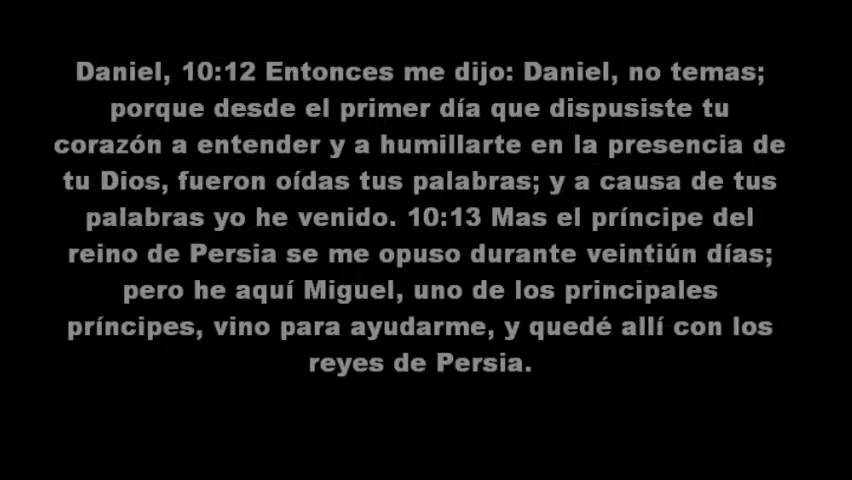 Daniel, 10:12 Entonces me dijo: Daniel, no temas;
porque desde el primer día que dispusiste tu
corazón a entender y a humillarte en la presencia de
tu Dios, fueron oídas tus palabras; y a causa de tus
palabras yo he venido. 10:13 Mas el príncipe del
reino de Persia se me opuso durante veintiún días;
pero he aquí Miguel, uno de los principales
príncipes, vino para ayudarme, y quedé allí con los
reyes de Persia.